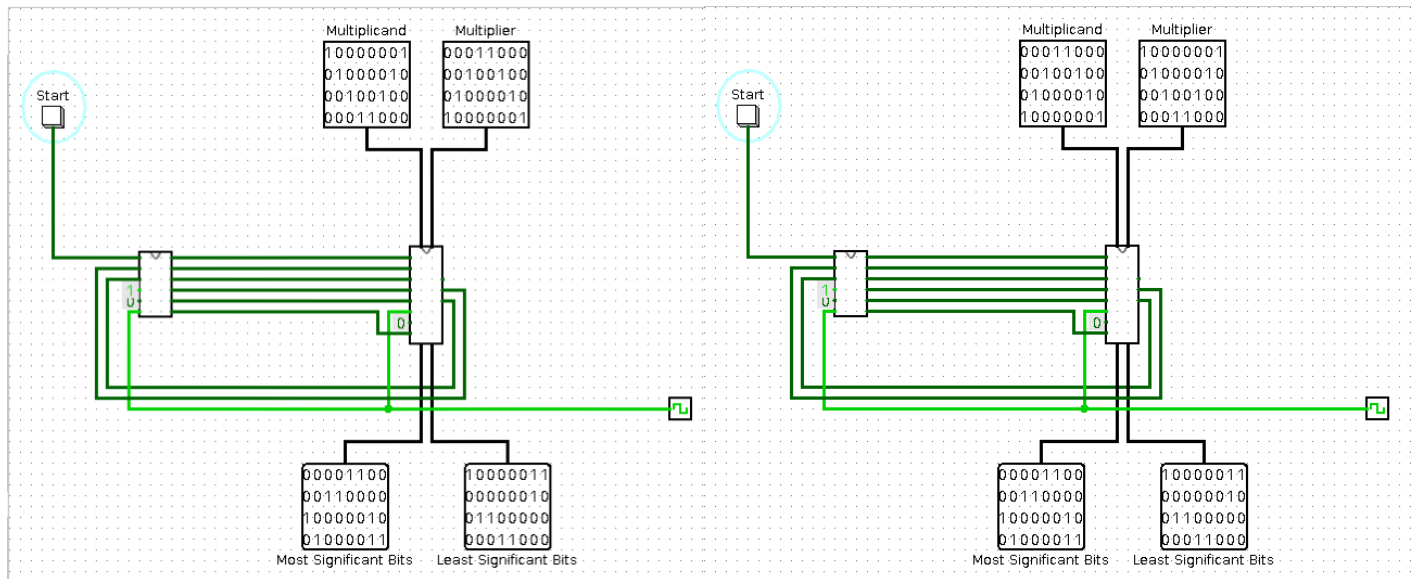 Multiplicand Multiplier Multiplicand Multiplier
10000001 00011000 00011000 10000001
01000010 00100100 00100100 01000010
00100100 01000010 01000010 00100100
00011000 10000001 10000001 00011000
Start Start
1 1
0 0
0 0
00001100 10000011 00001100 10000011
00110000 00000010 00110000 00000010
10000010 01100000 10000010 01100000
01000011 00011000 01000011 00011000
Most Significant Bits Least Significant Bits Most Significant Bits Least Significant Bits